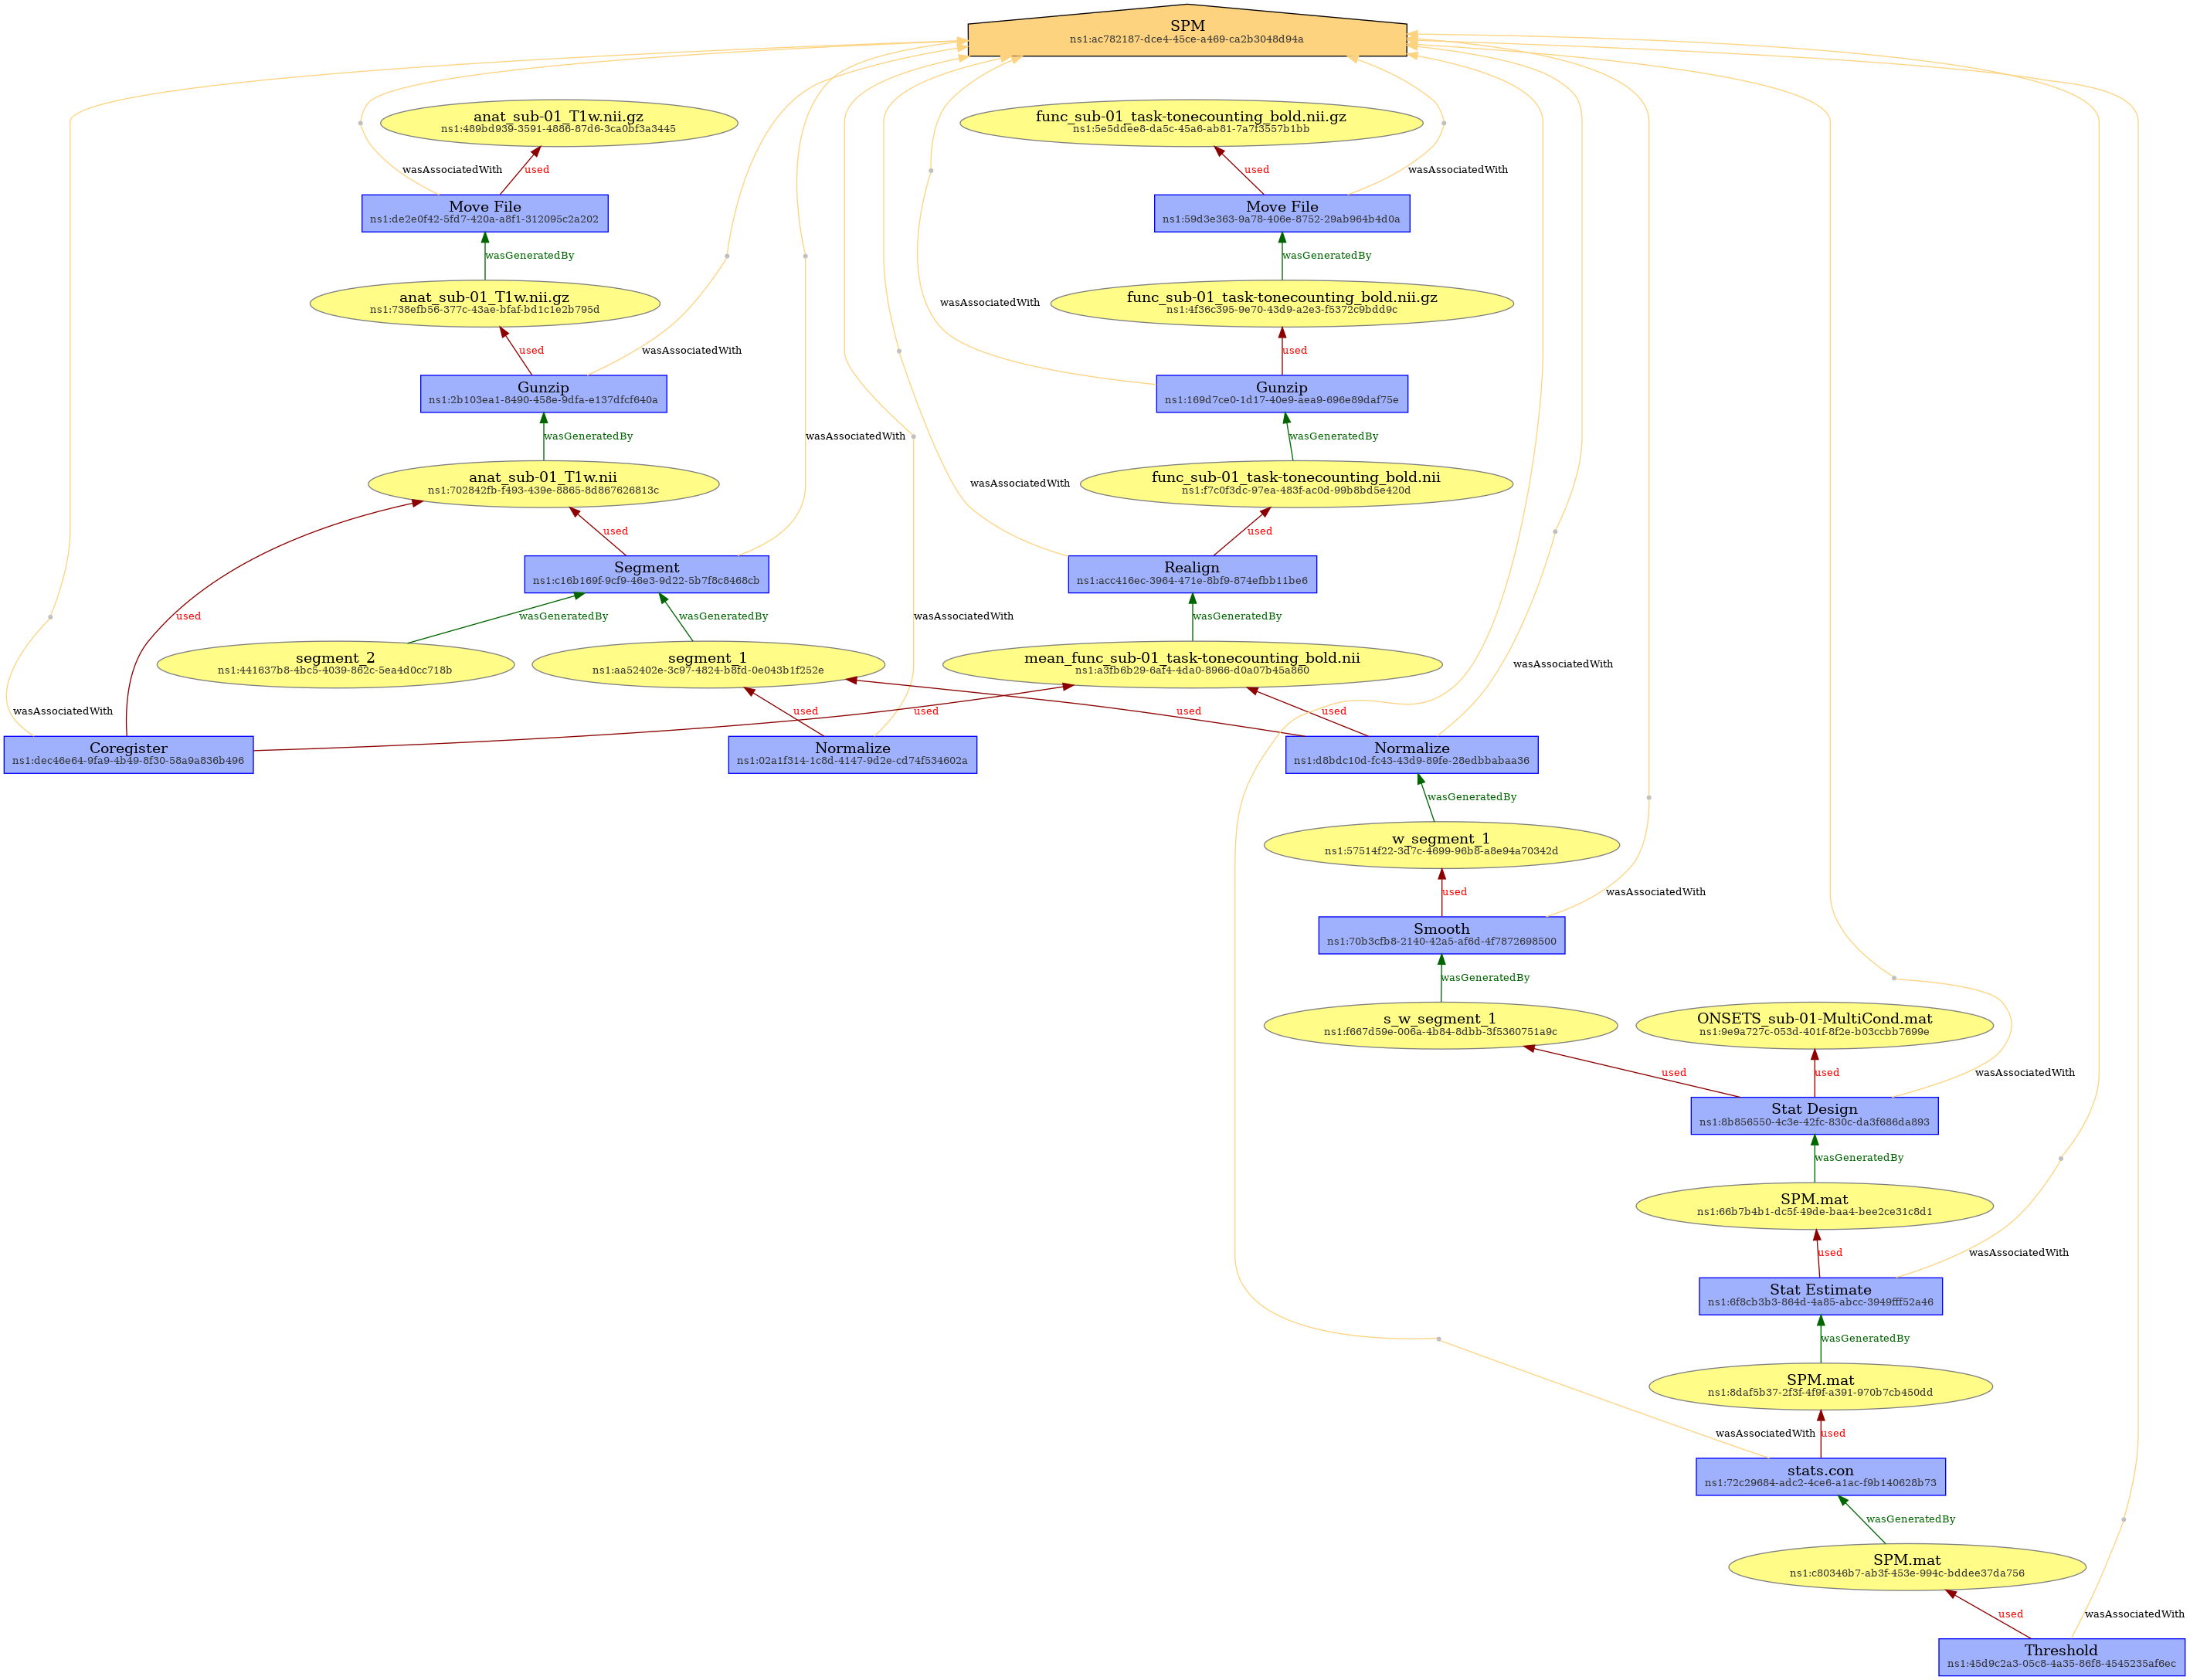 SPM
ns1:ac782187-dce4-45ce-a469-ca2b3048d94a
anat_sub-01_T1w.nii.gz
ns1:489bd939-3591-4886-87d6-3ca0bf3a3445
func_sub-01_task-tonecounting_bold.nii.gz
ns1:5e5ddee8-da5c-45a6-ab81-7a7f3557b1bb
wasAssociatedWith
used
used
wasAssociatedWith
Move File
ns1:de2e0f42-5fd7-420a-a8f1-312095c2a202
Move File
ns1:59d3e363-9a78-406e-8752-29ab964b4d0a
wasGeneratedBy
wasGeneratedBy
anat_sub-01_T1w.nii.gz
ns1:738efb56-377c-43ae-bfaf-bd1c1e2b795d
wasAssociatedWith
func_sub-01_task-tonecounting_bold.nii.gz
ns1:4f36c395-9e70-43d9-a2e3-f5372c9bdd9c
used
wasAssociatedWith
used
Gunzip
ns1:2b103ea1-8490-458e-9dfa-e137dfcf640a
Gunzip
ns1:169d7ce0-1d17-40e9-aea9-696e89daf75e
wasGeneratedBy
wasAssociatedWith
wasGeneratedBy
anat_sub-01_T1w.nii
ns1:702842fb-f493-439e-8865-8d867626813c
wasAssociatedWith
func_sub-01_task-tonecounting_bold.nii
ns1:f7c0f3dc-97ea-483f-ac0d-99b8bd5e420d
used
used
Segment
ns1:c16b169f-9cf9-46e3-9d22-5b7f8c8468cb
Realign
ns1:acc416ec-3964-471e-8bf9-874efbb11be6
used
wasGeneratedBy
wasGeneratedBy
wasAssociatedWith
wasGeneratedBy
segment_2
ns1:441637b8-4bc5-4039-862c-5ea4d0cc718b
segment_1
ns1:aa52402e-3c97-4824-b8fd-0e043b1f252e
mean_func_sub-01_task-tonecounting_bold.nii
ns1:a3fb6b29-6af4-4da0-8966-d0a07b45a860
wasAssociatedWith
wasAssociatedWith
used
used
used
used
Coregister
ns1:dec46e64-9fa9-4b49-8f30-58a9a836b496
Normalize
ns1:02a1f314-1c8d-4147-9d2e-cd74f534602a
Normalize
ns1:d8bdc10d-fc43-43d9-89fe-28edbbabaa36
wasGeneratedBy
w_segment_1
ns1:57514f22-3d7c-4699-96b8-a8e94a70342d
used
wasAssociatedWith
Smooth
ns1:70b3cfb8-2140-42a5-af6d-4f7872698500
wasGeneratedBy
s_w_segment_1
ns1:f667d59e-006a-4b84-8dbb-3f5360751a9c
ONSETS_sub-01-MultiCond.mat
ns1:9e9a727c-053d-401f-8f2e-b03ccbb7699e
used
used
wasAssociatedWith
Stat Design
ns1:8b856550-4c3e-42fc-830c-da3f686da893
wasGeneratedBy
SPM.mat
ns1:66b7b4b1-dc5f-49de-baa4-bee2ce31c8d1
used
wasAssociatedWith
Stat Estimate
ns1:6f8cb3b3-864d-4a85-abcc-3949fff52a46
wasGeneratedBy
SPM.mat
ns1:8daf5b37-2f3f-4f9f-a391-970b7cb450dd
wasAssociatedWith
used
stats.con
ns1:72c29684-adc2-4ce6-a1ac-f9b140628b73
wasGeneratedBy
SPM.mat
ns1:c80346b7-ab3f-453e-994c-bddee37da756
used
wasAssociatedWith
Threshold
ns1:45d9c2a3-05c8-4a35-86f8-4545235af6ec